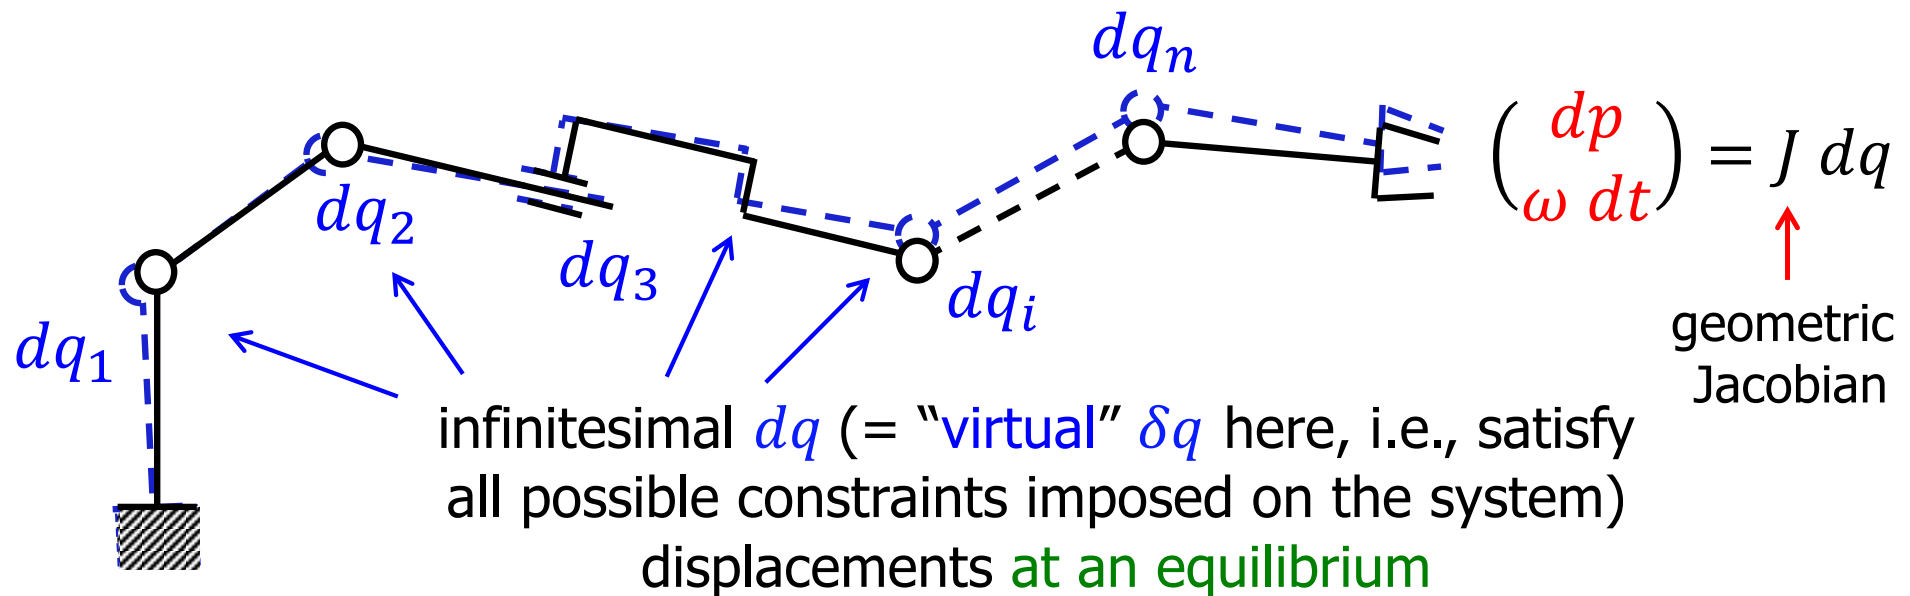 dqₙ
dq₂
dq₃
dqᵢ
dq₁
(dp
ω dt) = J dq
geometric
Jacobian
infinitesimal dq (= “virtual” δq here, i.e., satisfy
all possible constraints imposed on the system)
displacements at an equilibrium